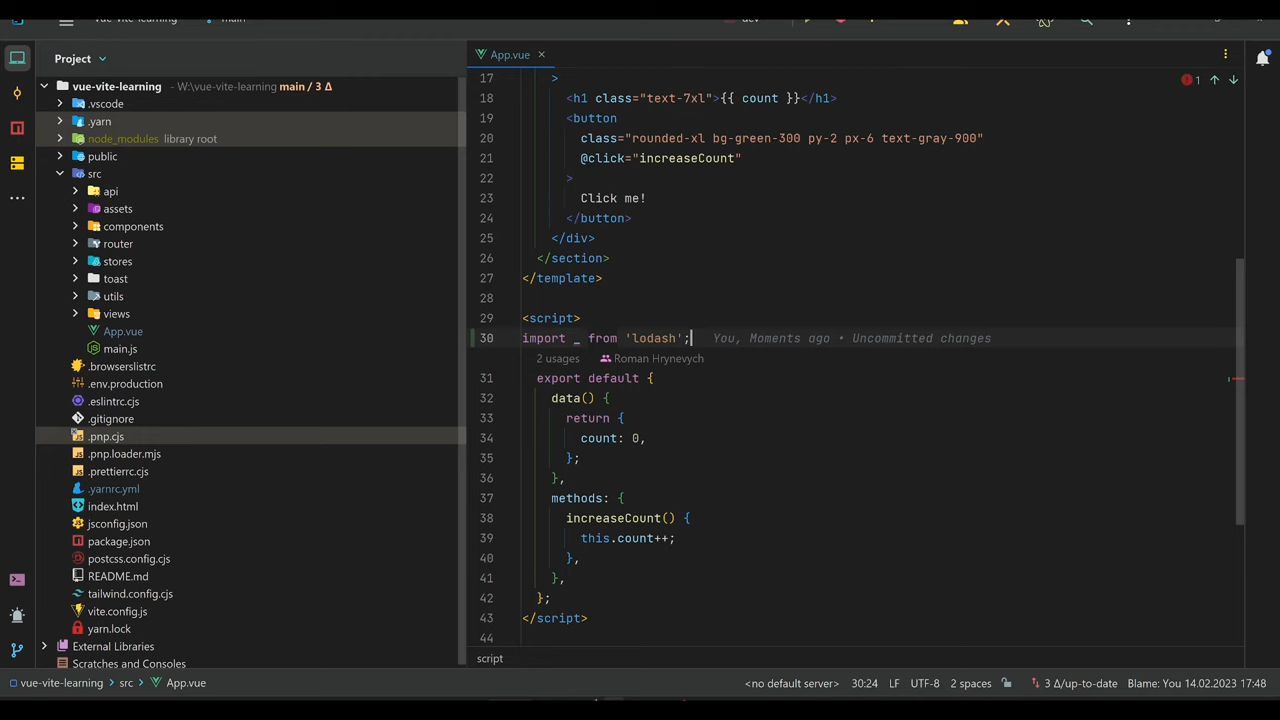 vue-vite-learning main dev
Project
vue-vite-learning W:\vue-vite-learning main / 3 Δ
.vscode
.yarn
node_modules library root
public
src
api
assets
components
router
stores
toast
utils
views
App.vue
main.js
.browserslistrc
.env.production
.eslintrc.cjs
.gitignore
.pnp.cjs
.pnp.loader.mjs
.prettierrc.cjs
.yarnrc.yml
index.html
jsconfig.json
package.json
postcss.config.cjs
README.md
tailwind.config.cjs
vite.config.js
yarn.lock
External Libraries
Scratches and Consoles
App.vue
1
17 >
18 <h1 class="text-7xl">{{ count }}</h1>
19 <button
20 class="rounded-xl bg-green-300 py-2 px-6 text-gray-900"
21 @click="increaseCount"
22 >
23 Click me!
24 </button>
25 </div>
26 </section>
27 </template>
28
29 <script>
30 import _ from 'lodash'; You, Moments ago • Uncommitted changes
2 usages Roman Hrynevych
31 export default {
32 data() {
33 return {
34 count: 0,
35 };
36 },
37 methods: {
38 increaseCount() {
39 this.count++;
40 },
41 },
42 };
43 </script>
44
script
vue-vite-learning > src > App.vue <no default server> 30:24 LF UTF-8 2 spaces 3 Δ/up-to-date Blame: You 14.02.2023 17:48